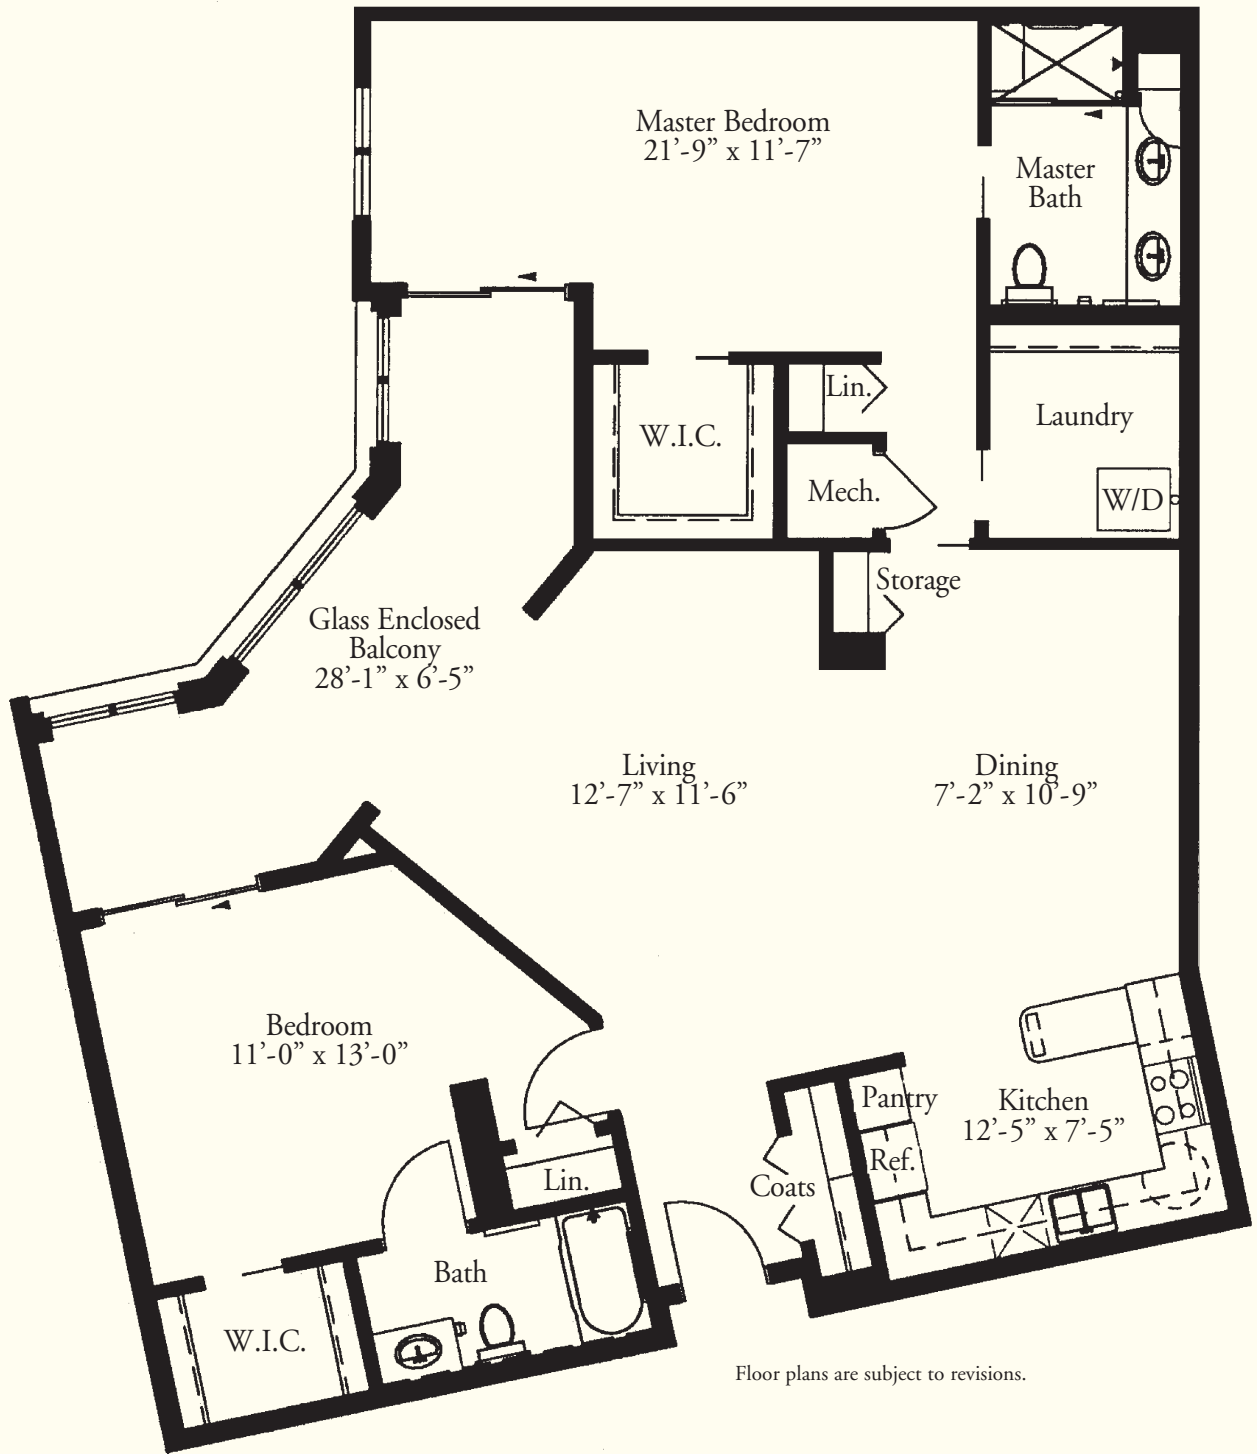 Master Bedroom
21’-9” x 11’-7”
Master
Bath
Lin.
W.I.C.
Laundry
Mech.
W/D
Storage
Glass Enclosed
Balcony
28’-1” x 6’-5”
Living
12’-7” x 11’-6”
Dining
7’-2” x 10’-9”
Bedroom
11’-0” x 13’-0”
Pantry
Kitchen
12’-5” x 7’-5”
Ref.
Lin.
Coats
Bath
W.I.C.
Floor plans are subject to revisions.